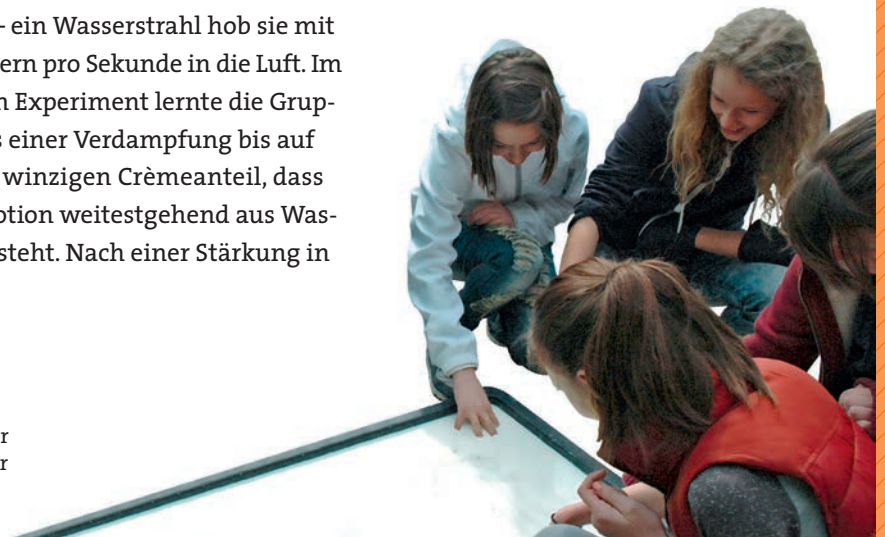 - ein Wasserstrahl hob sie mit
ern pro Sekunde in die Luft. Im
n Experiment lernte die Grup-
s einer Verdampfung bis auf
winzigen Crèmeanteil, dass
otion weitestgehend aus Was-
steht. Nach einer Stärkung in
r
r